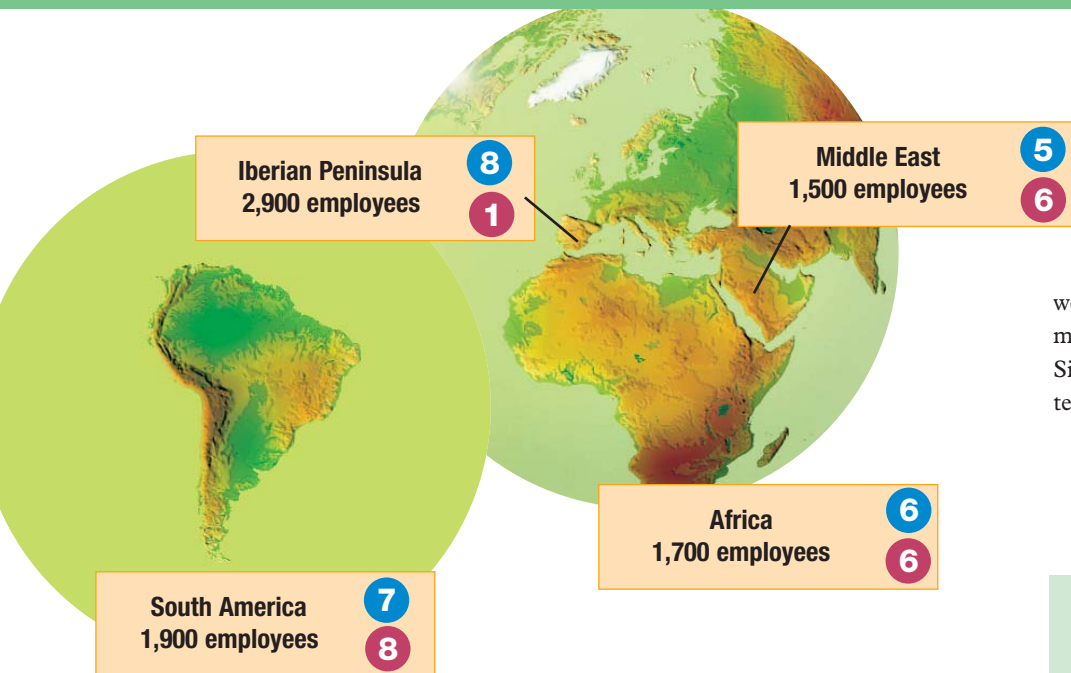 Iberian Peninsula
2,900 employees
8
1
Middle East
1,500 employees
5
6
Africa
1,700 employees
6
6
South America
1,900 employees
7
8